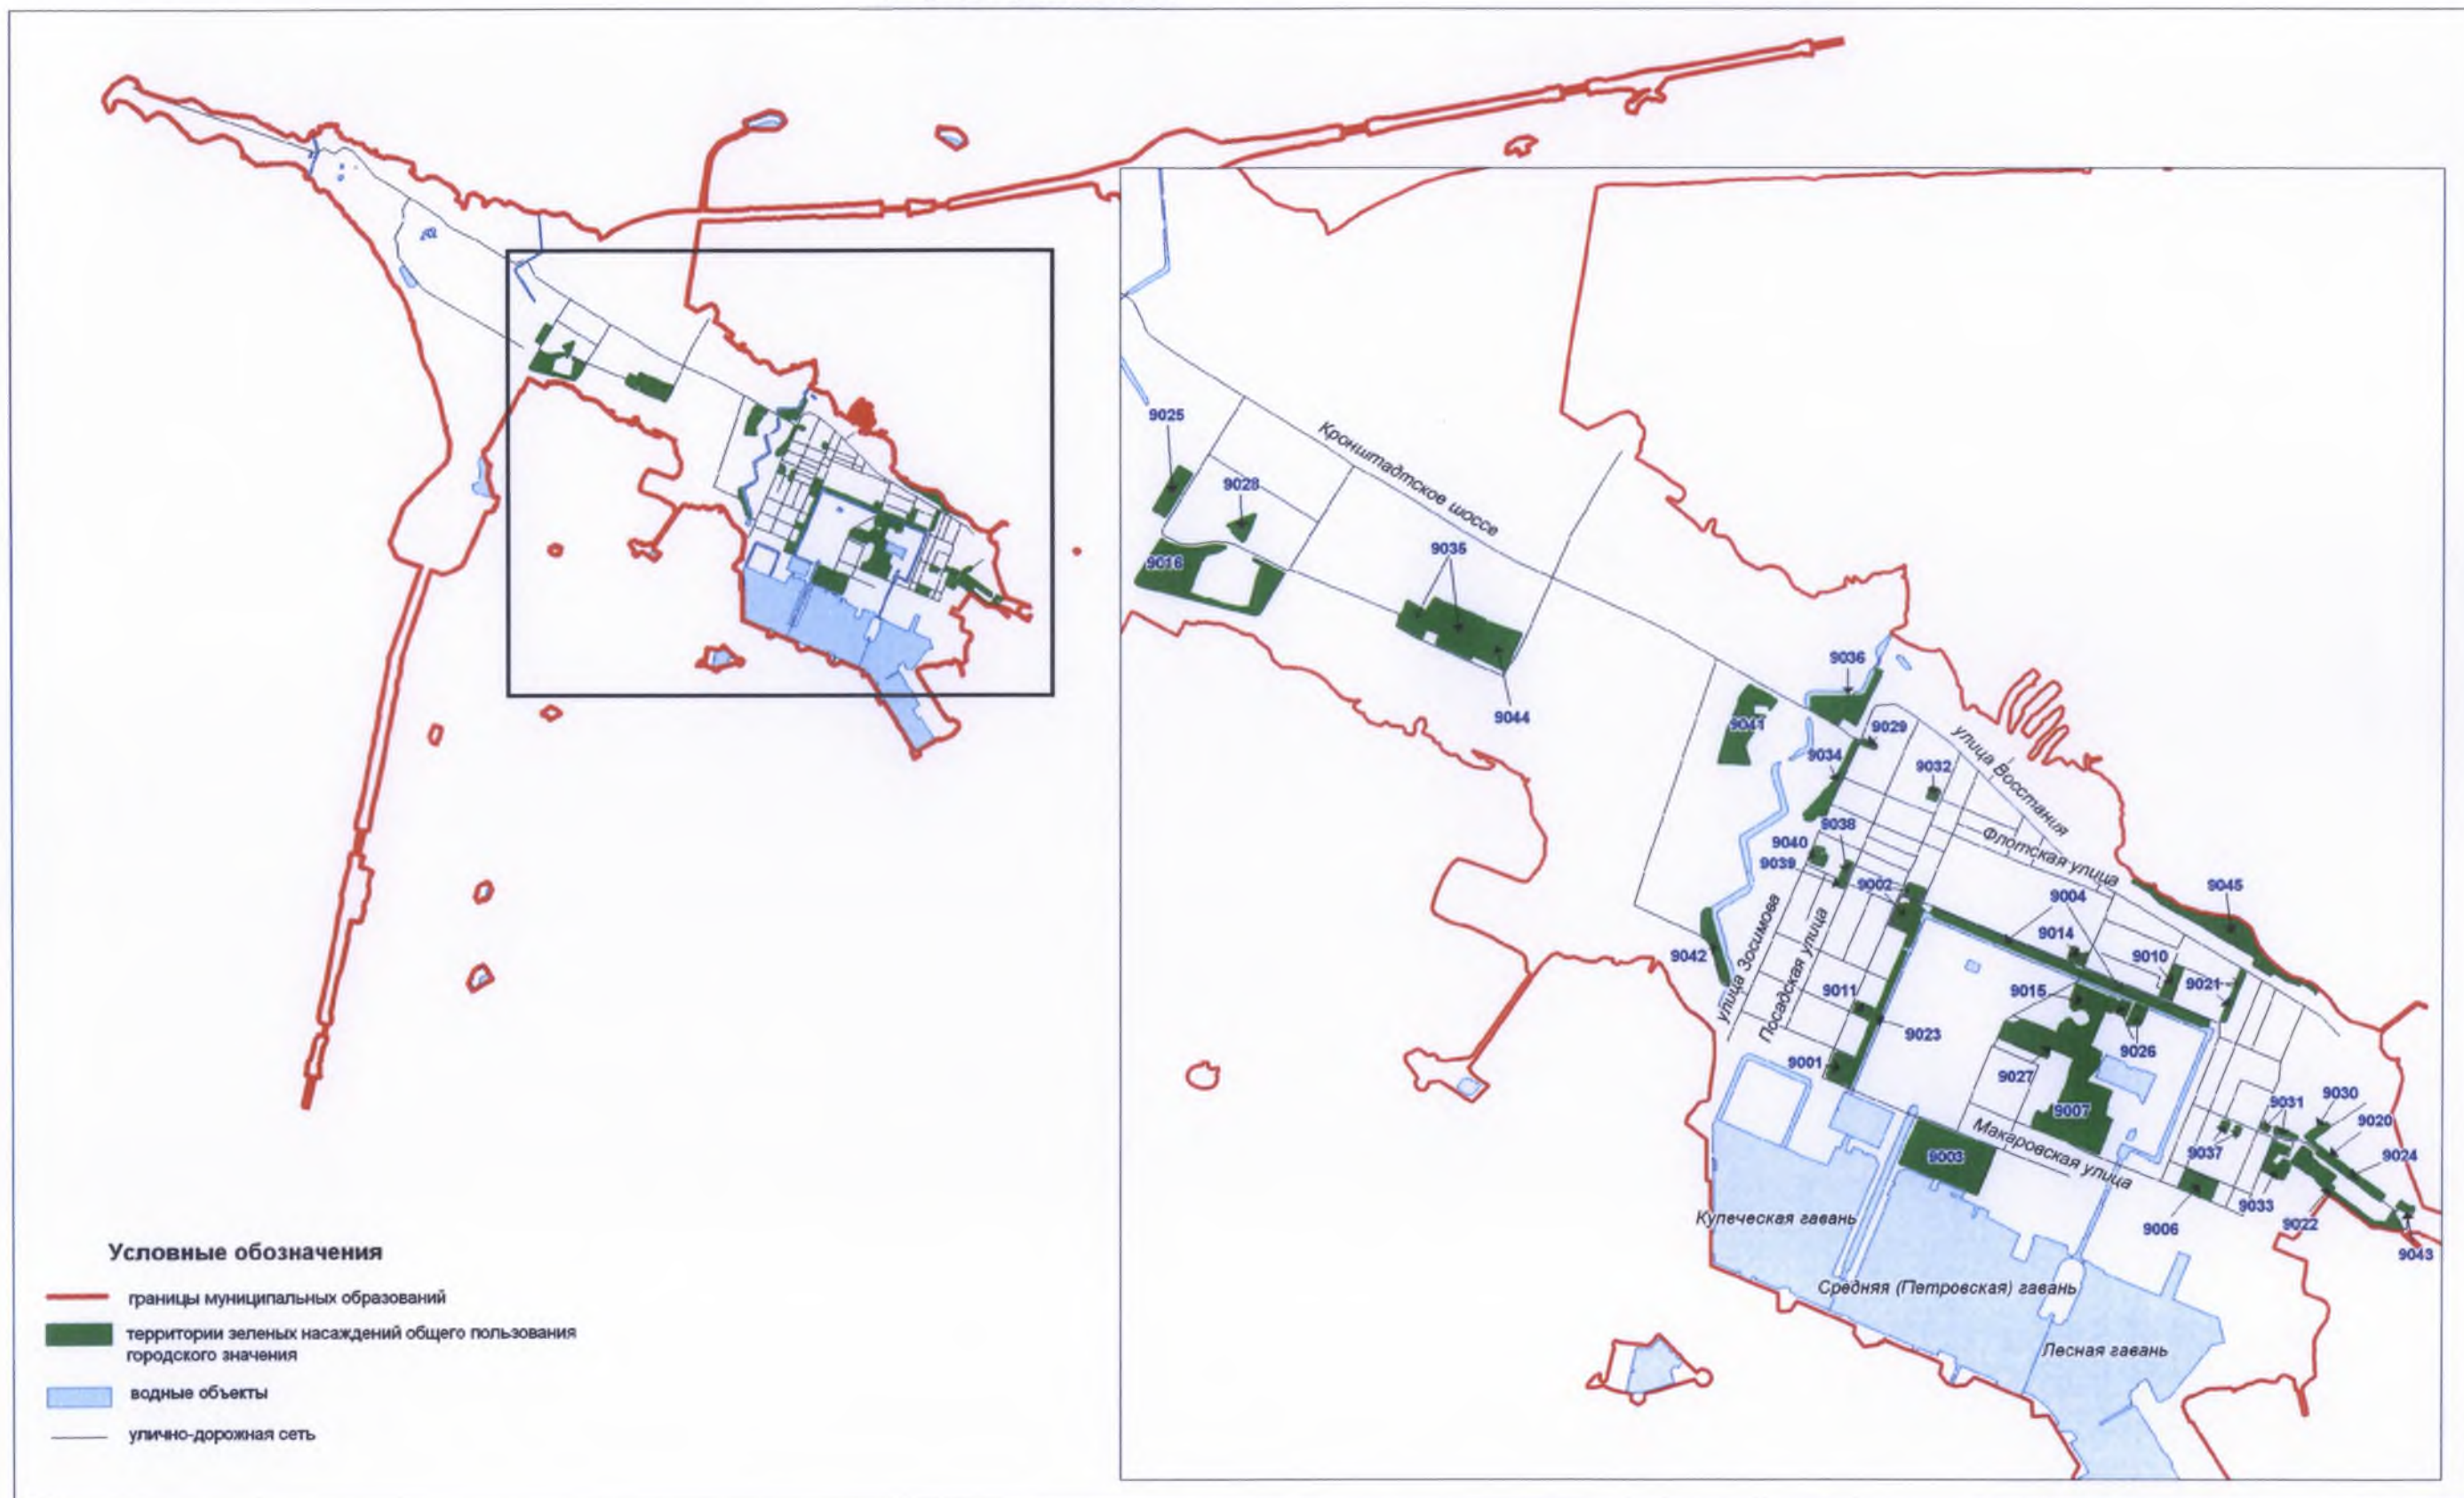 9025
9028
9016
Кронштадтское шоссе
9035
9044
9036
9041
9029
9034
9032
улица Восстания
Флотская улица
9038
9040
9039
9002
9004
9045
9014
9010
9042
улица Зосимова
Посадская улица
9015
9021
9011
9023
9026
9001
9027
9007
9031
9030
9020
Макаровская улица
9003
9037
9024
9033
9006
9022
9043
Купеческая гавань
Средняя (Петровская) гавань
Лесная гавань
Условные обозначения
границы муниципальных образований
территории зеленых насаждений общего пользования
городского значения
водные объекты
улично-дорожная сеть